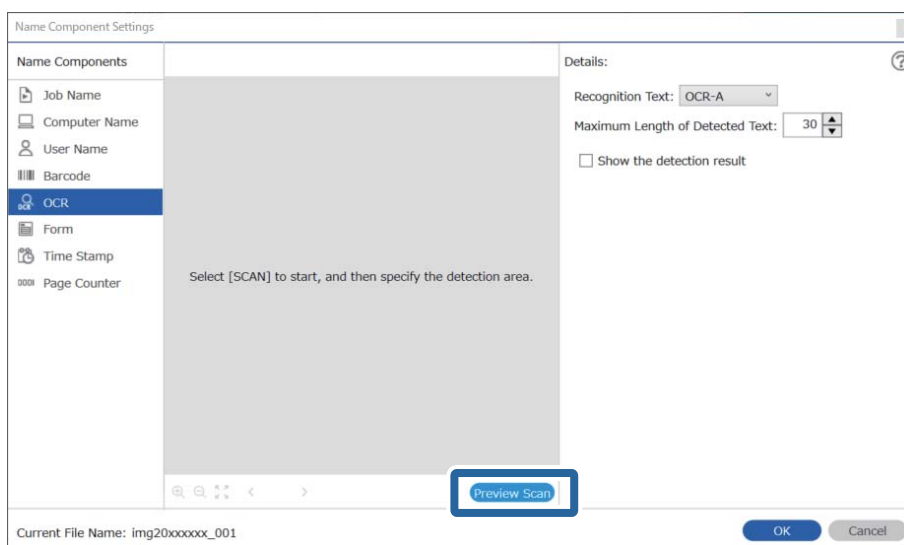 Name Component Settings
Name Components
Job Name
Computer Name
User Name
Barcode
OCR
OCR
Form
Time Stamp
0001 Page Counter
Select [SCAN] to start, and then specify the detection area.
Preview Scan
Details:
?
Recognition Text: OCR-A
Maximum Length of Detected Text: 30
Show the detection result
Current File Name: img20xxxxxx_001
OK
Cancel